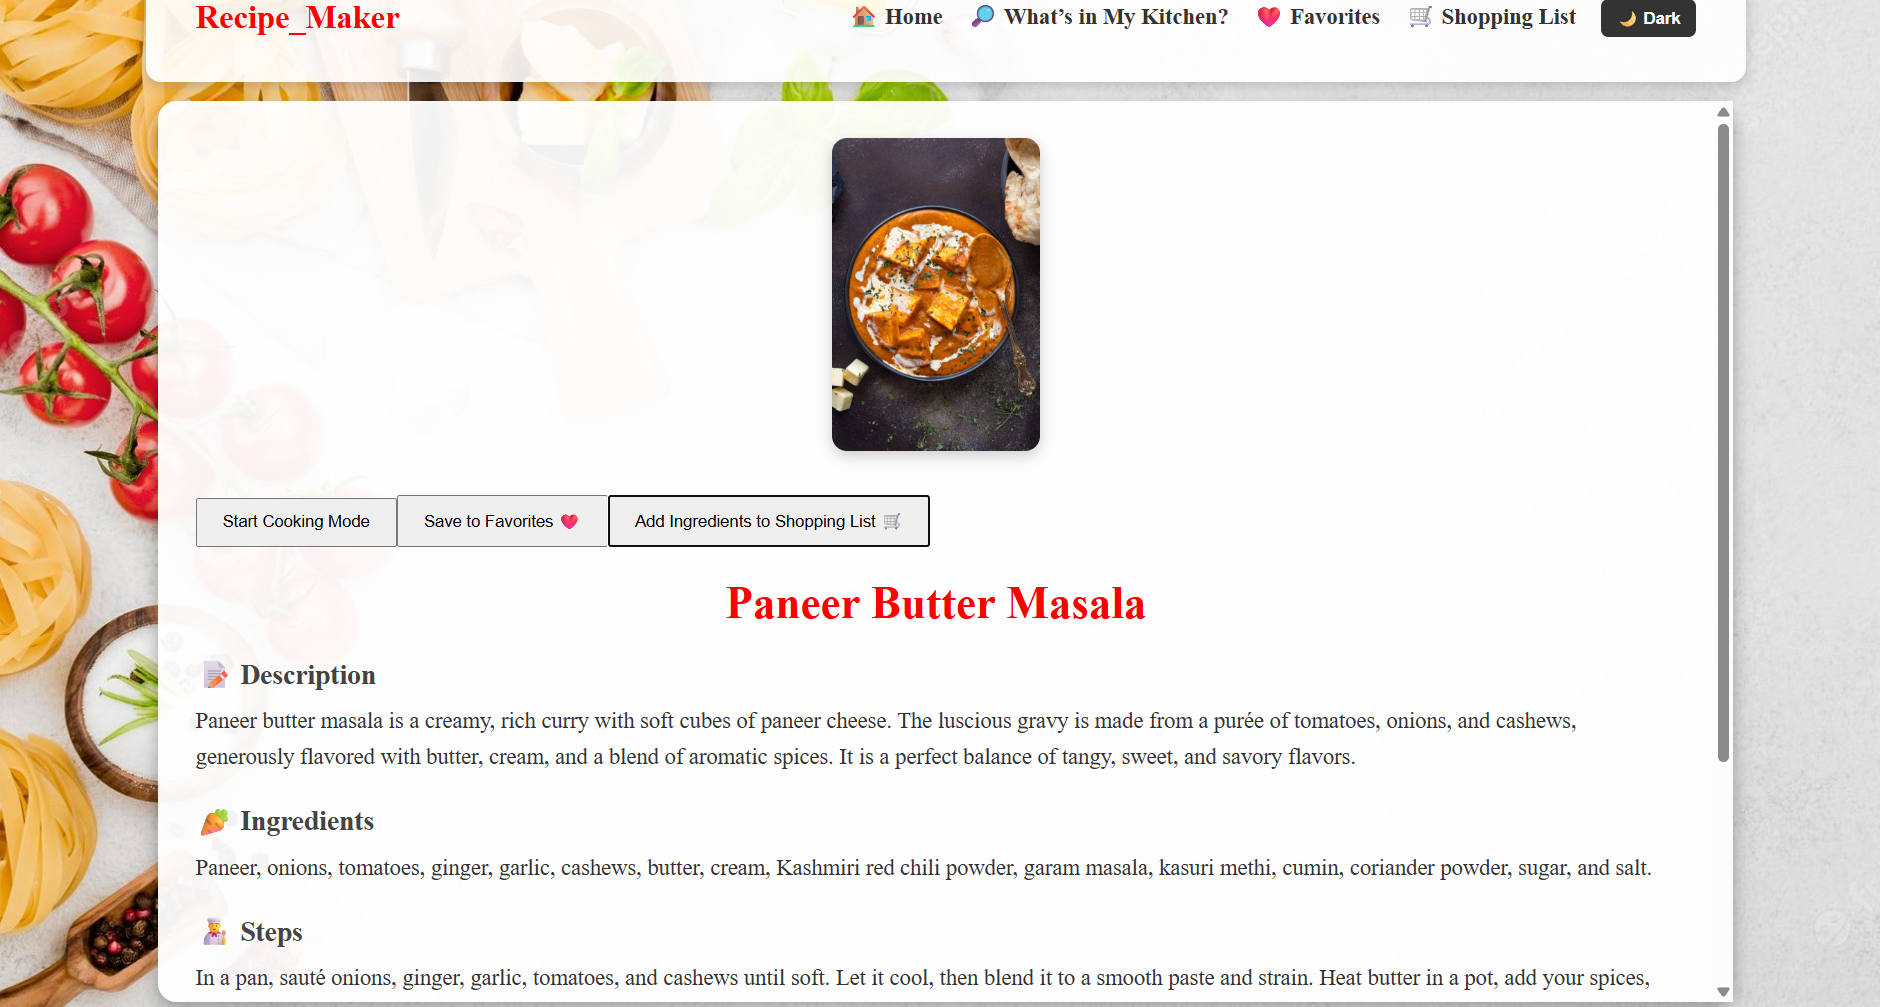 Recipe_Maker
🏠 Home 🔎 What’s in My Kitchen? ❤️ Favorites 🛒 Shopping List 🌙 Dark
Start Cooking Mode
Save to Favorites ❤️
Add Ingredients to Shopping List 🛒
Paneer Butter Masala
📝 Description
Paneer butter masala is a creamy, rich curry with soft cubes of paneer cheese. The luscious gravy is made from a purée of tomatoes, onions, and cashews,
generously flavored with butter, cream, and a blend of aromatic spices. It is a perfect balance of tangy, sweet, and savory flavors.
🥕 Ingredients
Paneer, onions, tomatoes, ginger, garlic, cashews, butter, cream, Kashmiri red chili powder, garam masala, kasuri methi, cumin, coriander powder, sugar, and salt.
🧑‍🍳 Steps
In a pan, sauté onions, ginger, garlic, tomatoes, and cashews until soft. Let it cool, then blend it to a smooth paste and strain. Heat butter in a pot, add your spices,